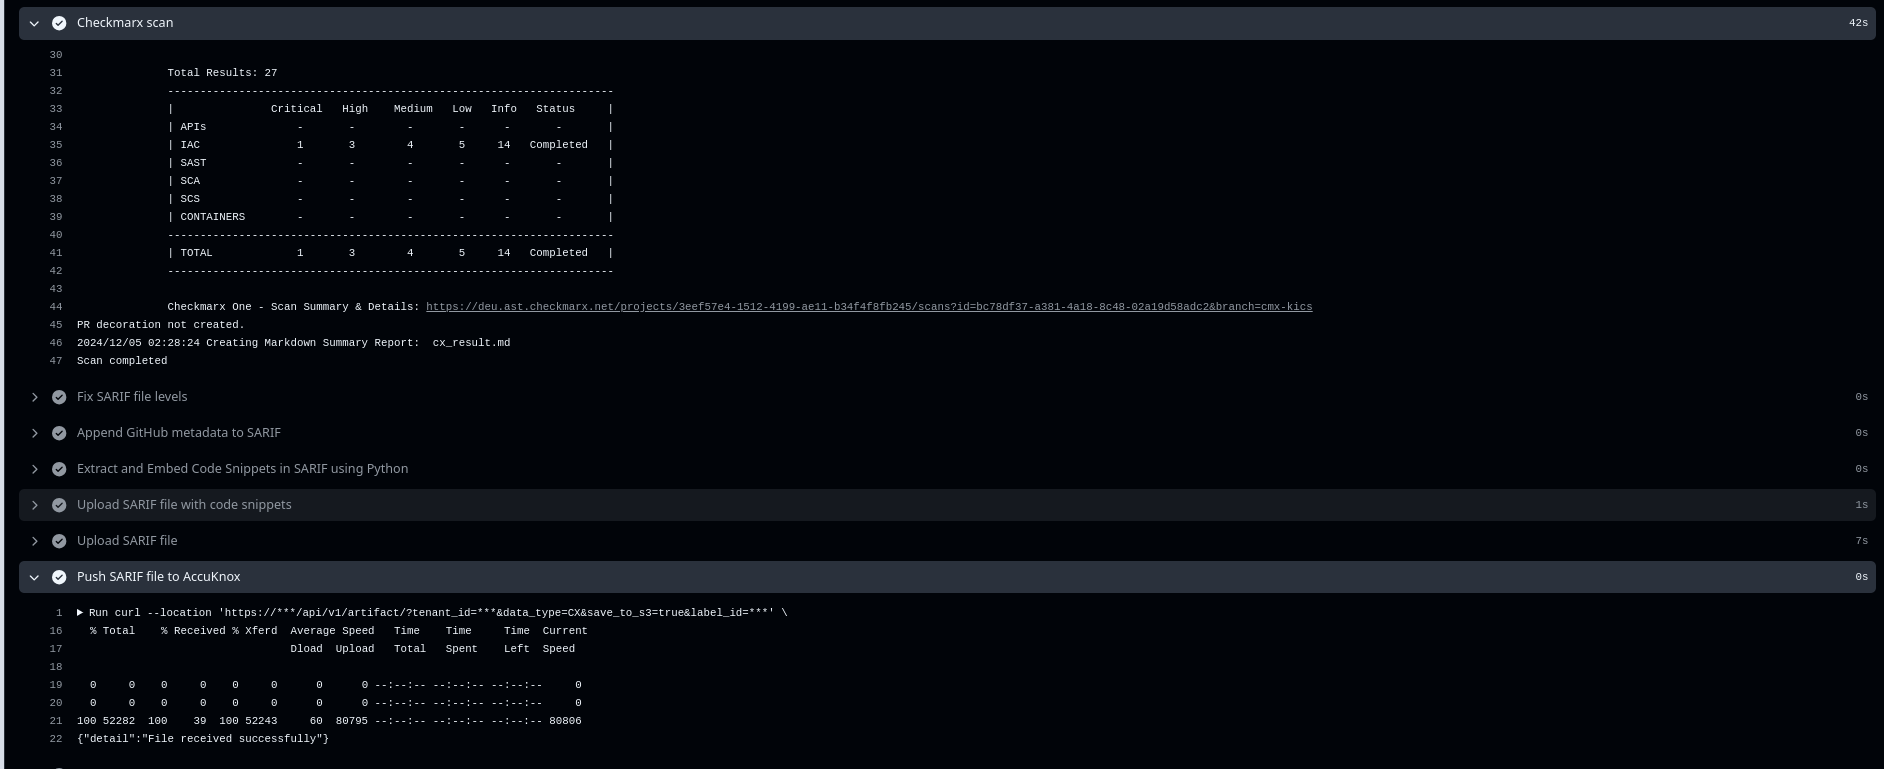 Checkmarx scan 42s
30
31 Total Results: 27
32 ---------------------------------------------------------------------
33 | Critical High Medium Low Info Status |
34 | APIs - - - - - - |
35 | IAC 1 3 4 5 14 Completed |
36 | SAST - - - - - - |
37 | SCA - - - - - - |
38 | SCS - - - - - - |
39 | CONTAINERS - - - - - - |
40 ---------------------------------------------------------------------
41 | TOTAL 1 3 4 5 14 Completed |
42 ---------------------------------------------------------------------
43
44 Checkmarx One - Scan Summary & Details: https://deu.ast.checkmarx.net/projects/3eef57e4-1512-4199-ae11-b34f4f8fb245/scans?id=bc78df37-a381-4a18-8c48-02a19d58adc2&branch=cmx-kics
45 PR decoration not created.
46 2024/12/05 02:28:24 Creating Markdown Summary Report: cx_result.md
47 Scan completed
Fix SARIF file levels 0s
Append GitHub metadata to SARIF 0s
Extract and Embed Code Snippets in SARIF using Python 0s
Upload SARIF file with code snippets 1s
Upload SARIF file 7s
Push SARIF file to AccuKnox 0s
1 Run curl --location 'https://***/api/v1/artifact/?tenant_id=***&data_type=CX&save_to_s3=true&label_id=***' \
16 % Total % Received % Xferd Average Speed Time Time Time Current
17 Dload Upload Total Spent Left Speed
18
19 0 0 0 0 0 0 0 0 --:--:-- --:--:-- --:--:-- 0
20 0 0 0 0 0 0 0 0 --:--:-- --:--:-- --:--:-- 0
21 100 52282 100 39 100 52243 60 80795 --:--:-- --:--:-- --:--:-- 80806
22 {"detail":"File received successfully"}